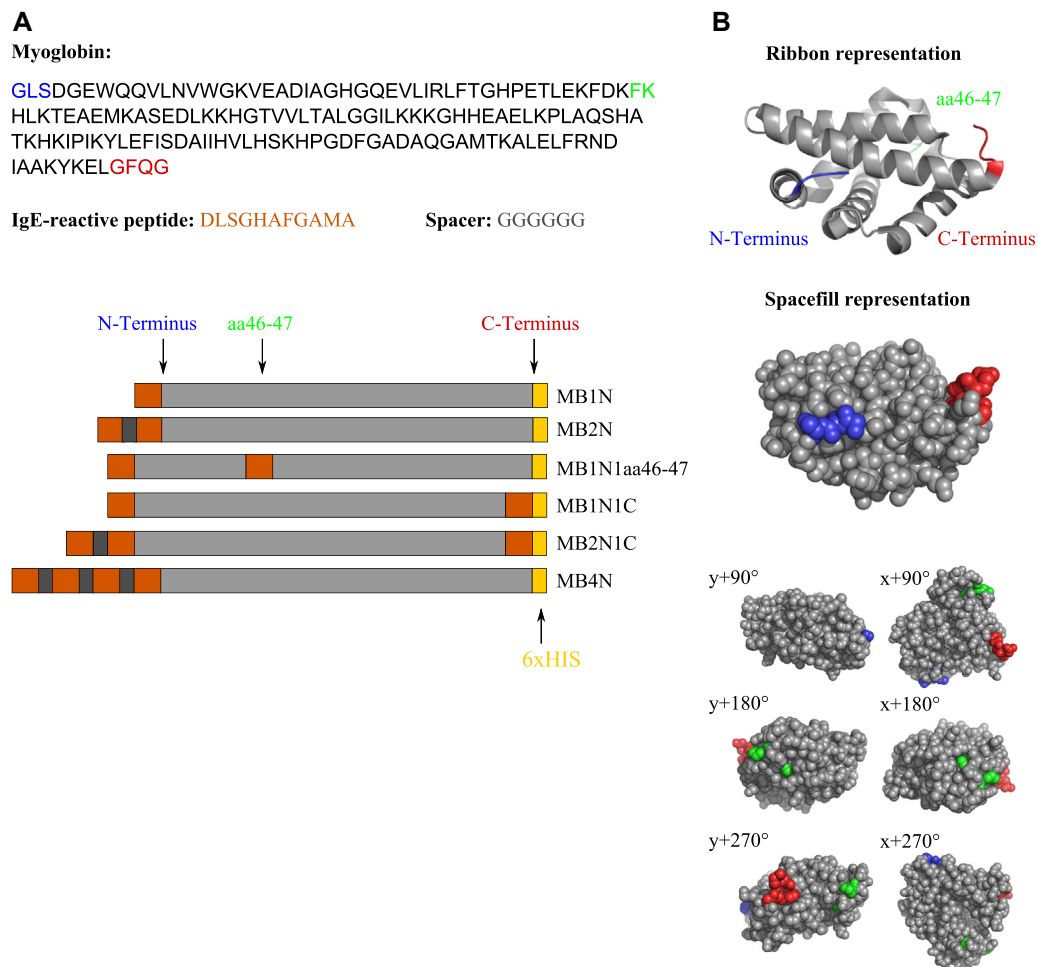 A
Myoglobin:
GLSDGEWQQVLNVWGKVEADIAGHGQEVLIRLFTGHPETLEKFDKFK
HLKTEAEMKASEDLKKHGTVVLTALGGILKKKGHHEAELKPLAQSHA
TKHKIPIKYLEFISDAIIHVLHSKHPGDFGADAQGAMTKALELFRND
IAAKYKELGFQG
IgE-reactive peptide: DLSGHAFGAMA Spacer: GGGGGG
N-Terminus aa46-47 C-Terminus
MB1N
MB2N
MB1N1aa46-47
MB1N1C
MB2N1C
MB4N
6xHIS
B
Ribbon representation
aa46-47
N-Terminus C-Terminus
Spacefill representation
y+90° x+90°
y+180° x+180°
y+270° x+270°